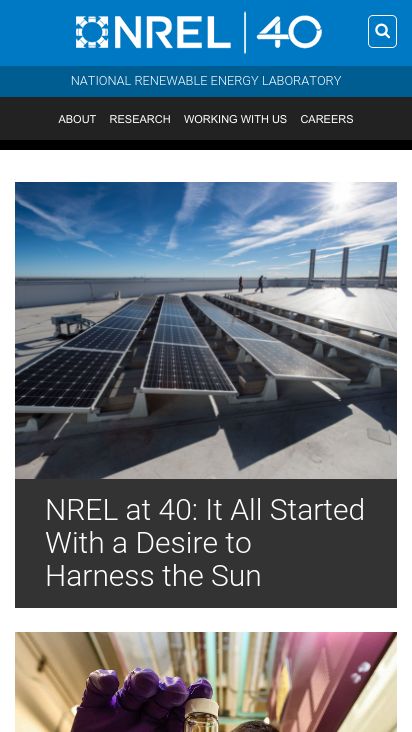 NREL | 40
NATIONAL RENEWABLE ENERGY LABORATORY
ABOUT RESEARCH WORKING WITH US CAREERS
NREL at 40: It All Started
With a Desire to
Harness the Sun